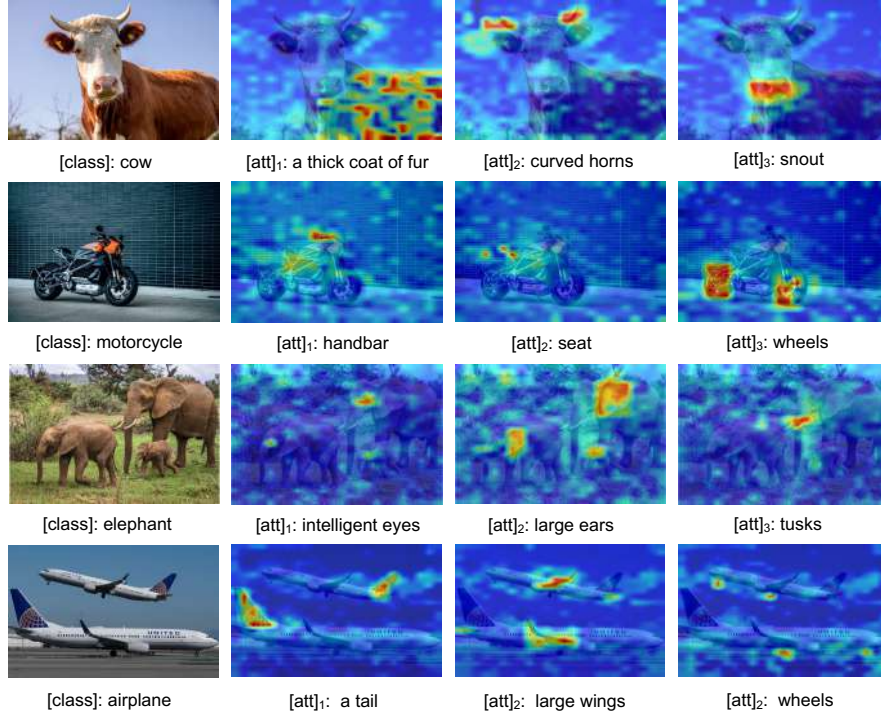 [class]: cow [att]₁: a thick coat of fur [att]₂: curved horns [att]₃: snout
[class]: motorcycle [att]₁: handbar [att]₂: seat [att]₃: wheels
[class]: elephant [att]₁: intelligent eyes [att]₂: large ears [att]₃: tusks
UNITED
[class]: airplane [att]₁: a tail [att]₂: large wings [att]₂: wheels